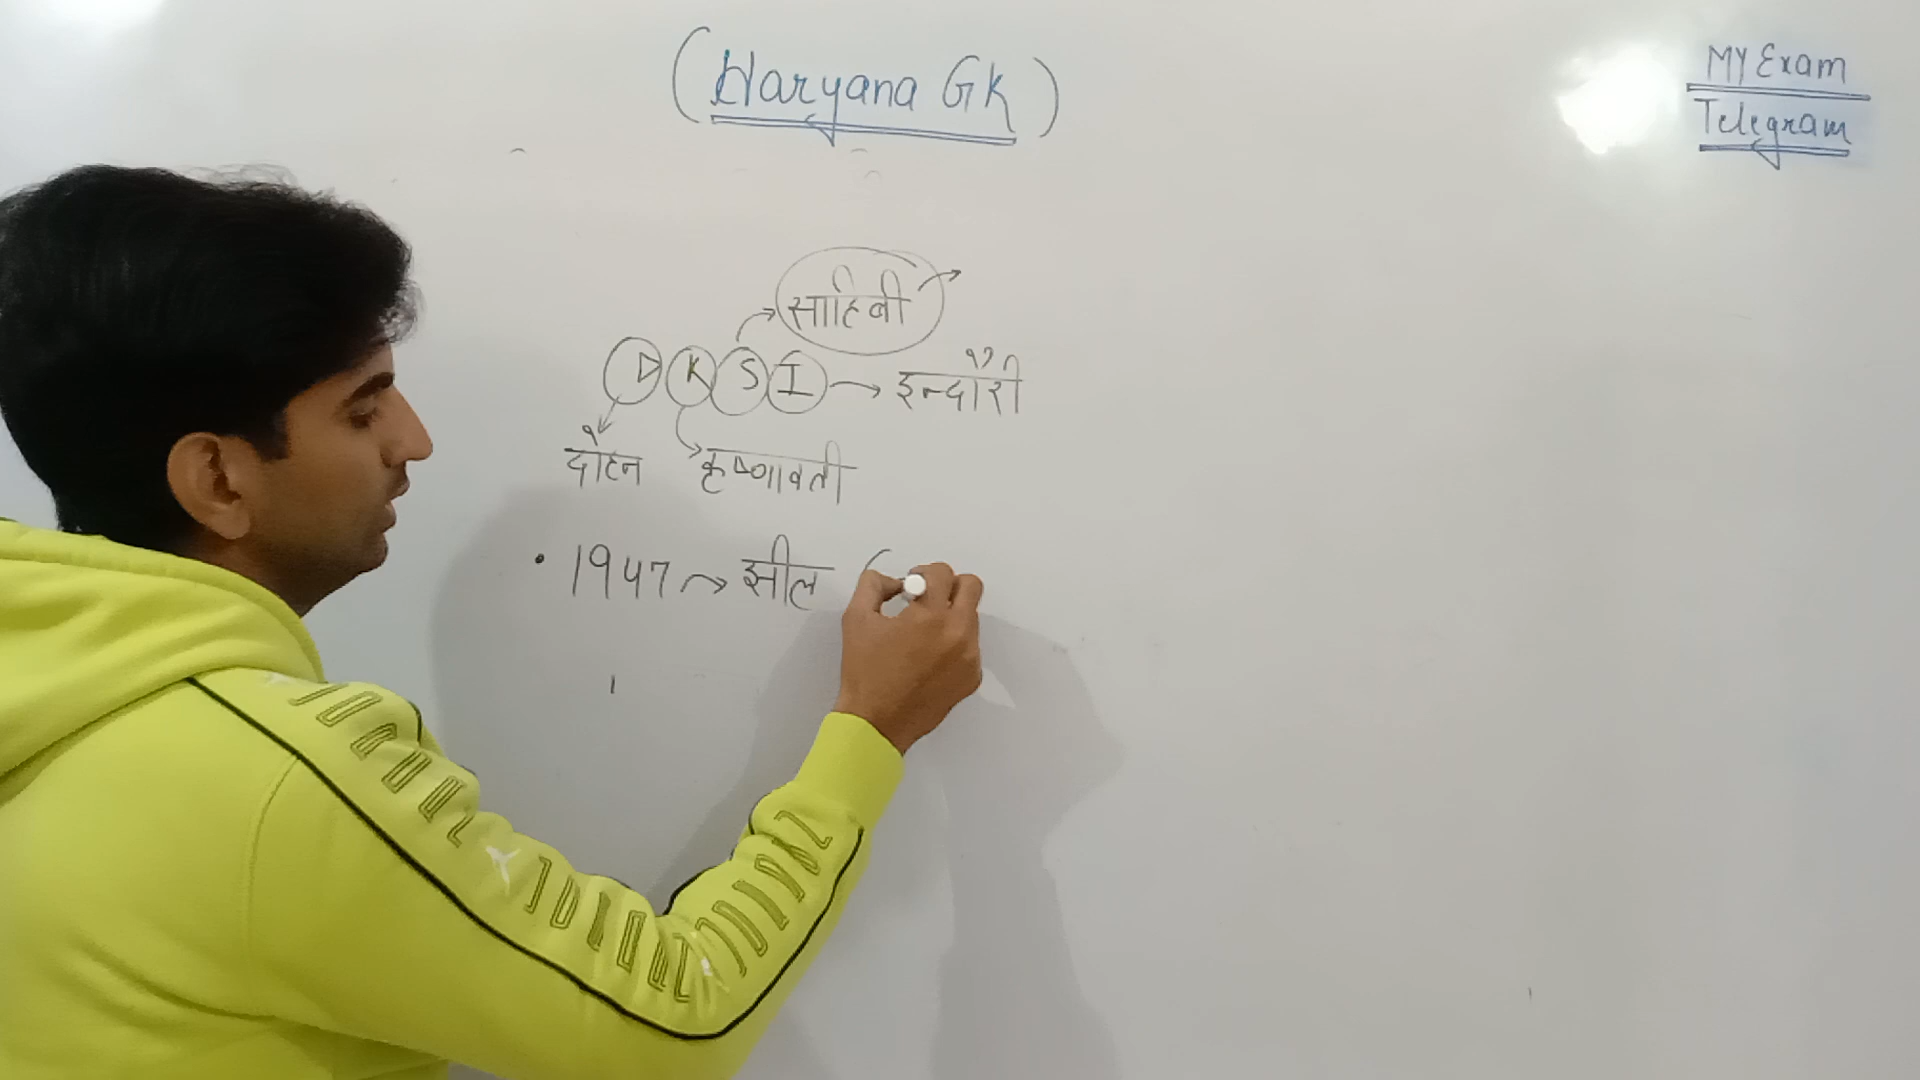 (Haryana GK)
MY Exam
Telegram
साहिबी
D K S I → इन्दौरी
दोहन कृष्णावती
• 1947 → झील (